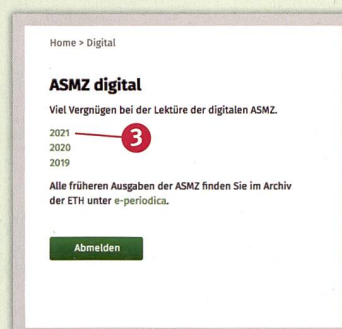 Home > Digital
ASMZ digital
Viel Vergnügen bei der Lektüre der digitalen ASMZ.
2021
3
2020
2019
Alle früheren Ausgaben der ASMZ finden Sie im Archiv
der ETH unter e-periodica.
Abmelden